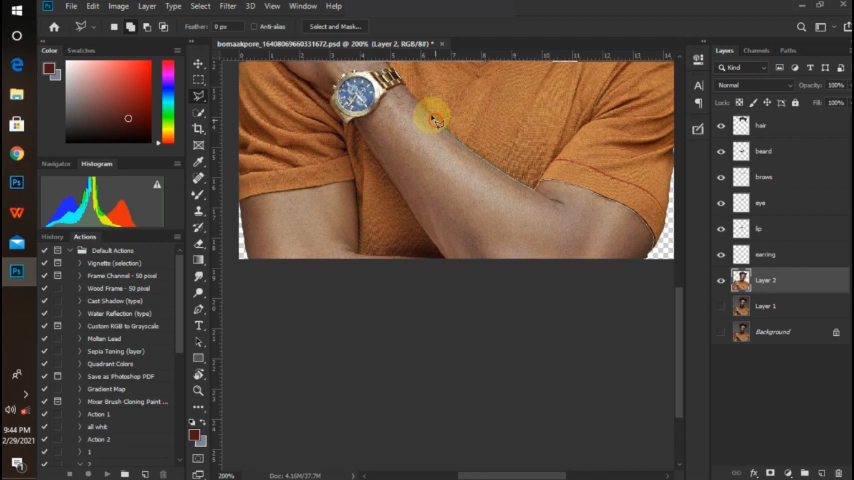 File Edit Image Layer Type Select Filter 3D View Window Help
Feather: 0 px Anti-alias Select and Mask...
bomaakpore_16408069660331672.psd @ 200% (Layer 2, RGB/8#) *
Color Swatches
Navigator Histogram
History Actions
Default Actions
Vignette (selection)
Frame Channel - 50 pixel
Wood Frame - 50 pixel
Cast Shadow (type)
Water Reflection (type)
Custom RGB to Grayscale
Molten Lead
Sepia Toning (layer)
Quadrant Colors
Save as Photoshop PDF
Gradient Map
Mixer Brush Cloning Paint ...
Action 1
all whit
Action 2
1
2
Layers Channels Paths
Kind
Normal Opacity: 100%
Lock: Fill: 100%
hair
beard
brows
eye
lip
earring
Layer 2
Layer 1
Background
200% Doc: 4.16M/37.7M
9:44 PM
2/29/2021